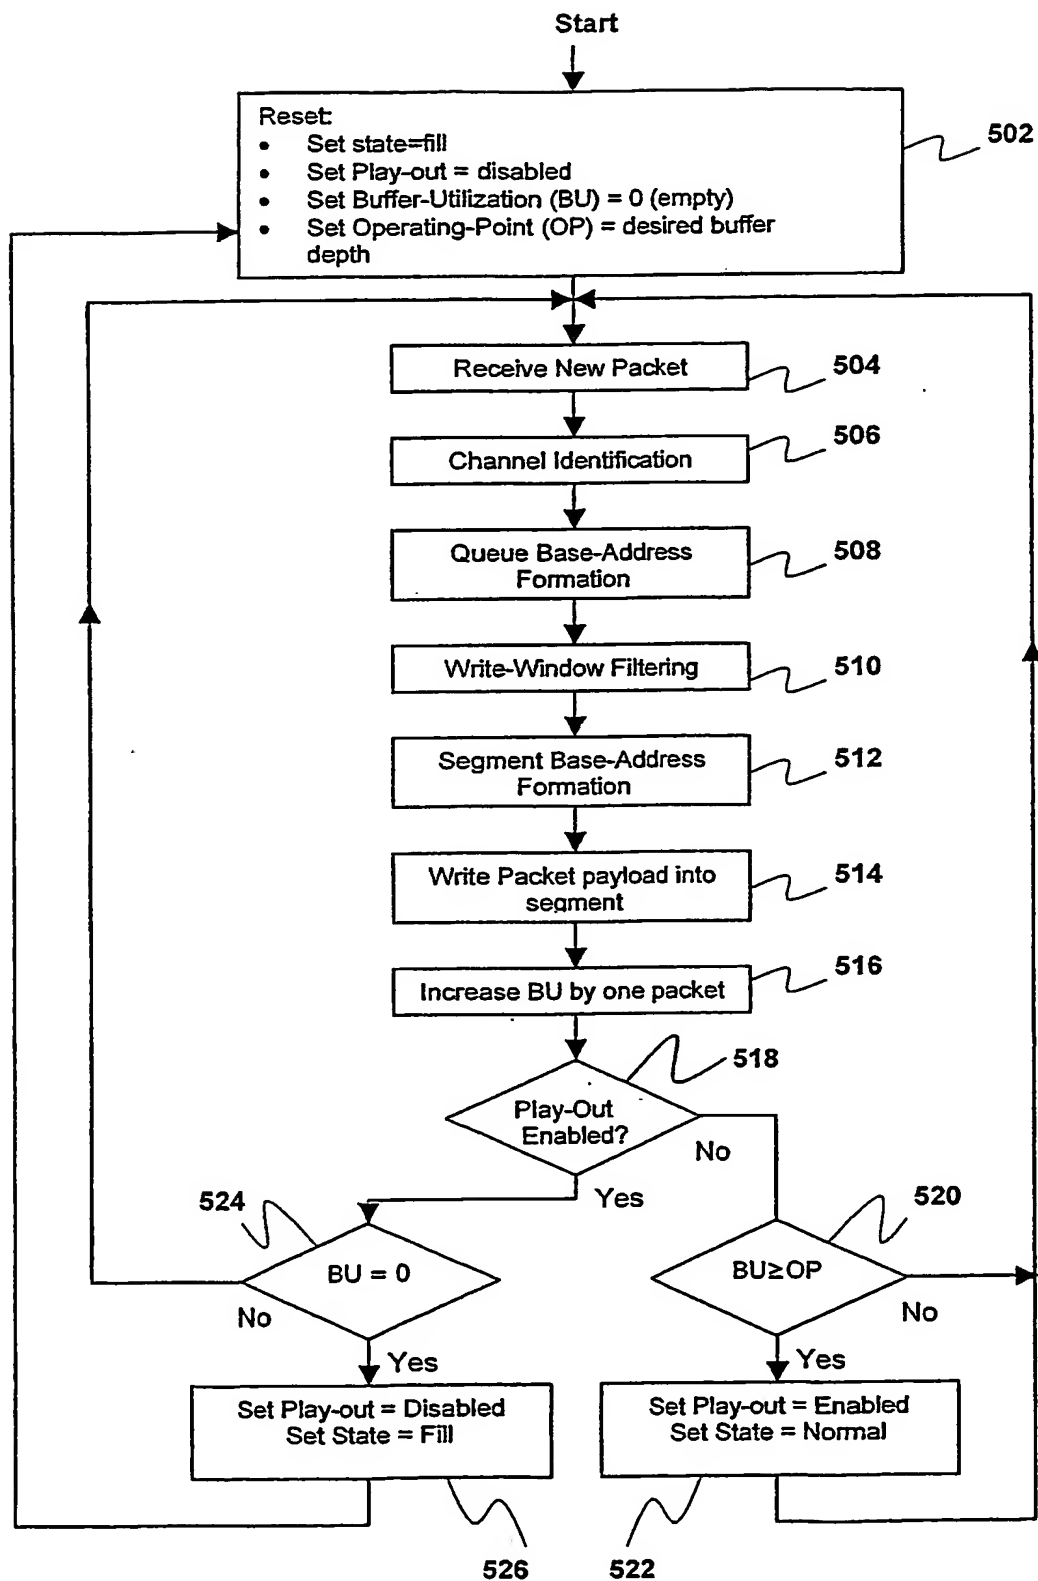 Start
Reset:
• Set state=fill
• Set Play-out = disabled
• Set Buffer-Utilization (BU) = 0 (empty)
• Set Operating-Point (OP) = desired buffer
depth
502
Receive New Packet
504
Channel Identification
506
Queue Base-Address
Formation
508
Write-Window Filtering
510
Segment Base-Address
Formation
512
Write Packet payload into
segment
514
Increase BU by one packet
516
Play-Out
Enabled?
518
No
Yes
524
BU = 0
No
Yes
520
BU≥OP
No
Yes
Set Play-out = Disabled
Set State = Fill
526
Set Play-out = Enabled
Set State = Normal
522